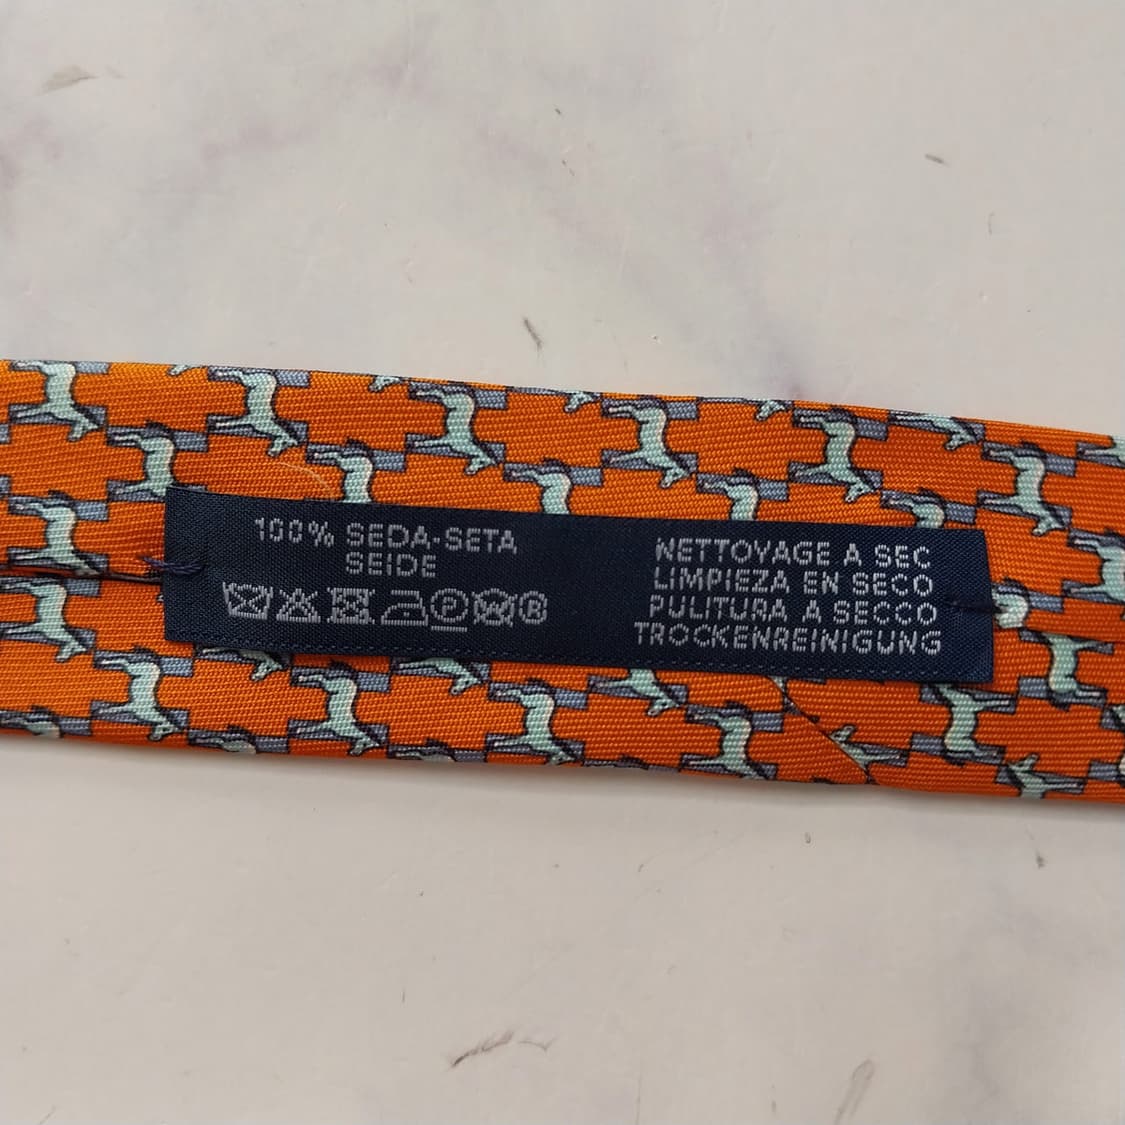 100% SEDA-SETA
SEIDE
P W B
NETTOYAGE A SEC
LIMPIEZA EN SECO
PULITURA A SECCO
TROCKENREINIGUNG